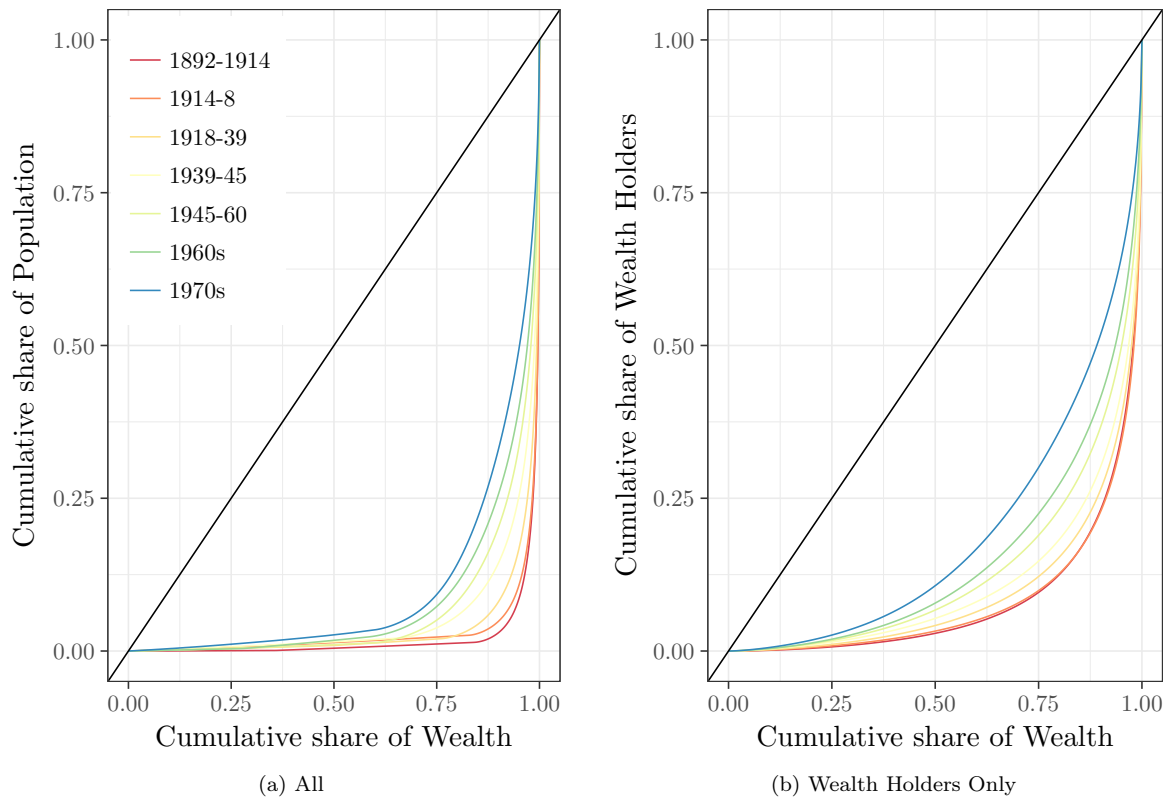 1.00
0.75
0.50
0.25
0.00
Cumulative share of Population
1892-1914
1914-8
1918-39
1939-45
1945-60
1960s
1970s
0.00 0.25 0.50 0.75 1.00
Cumulative share of Wealth
(a) All
1.00
0.75
0.50
0.25
0.00
Cumulative share of Wealth Holders
0.00 0.25 0.50 0.75 1.00
Cumulative share of Wealth
(b) Wealth Holders Only